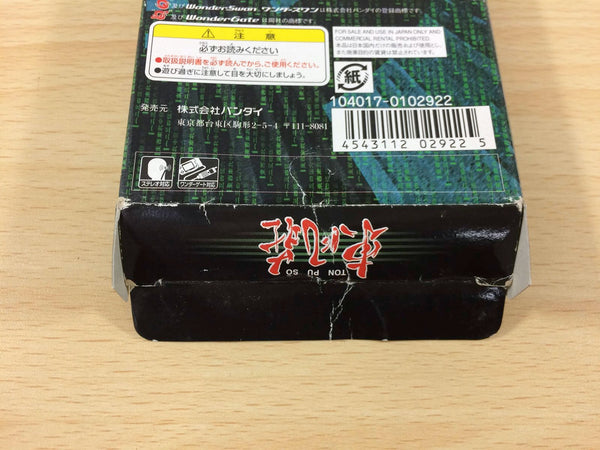 及びWonderSwan, ワンダースワンは株式会社バンダイの登録商標です。
及びWonderGateは同社の商標です。
注意
必ずお読みください
●取扱説明書を必ず読んでから、ご使用ください。
●遊び過ぎに注意して目を大切にしましょう。
FOR SALE AND USE IN JAPAN ONLY AND
COMMERCIAL RENTAL PROHIBITED
本品は日本国内だけの販売および使用とし、
また商業目的の賃貸は禁止されています。
紙
104017-0102922
4543112 02922 5
発売元 株式会社バンダイ
東京都台東区駒形2-5-4 〒111-8081
ステレオ対応
ワンダーゲート対応
東風荘
TON PU SO